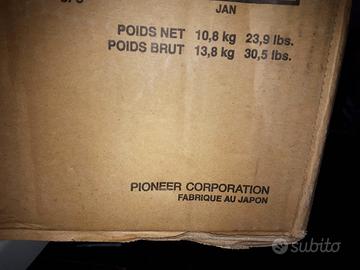 JAN
POIDS NET 10,8 kg 23,9 lbs.
POIDS BRUT 13,8 kg 30,5 lbs.
PIONEER CORPORATION
FABRIQUE AU JAPON
subito